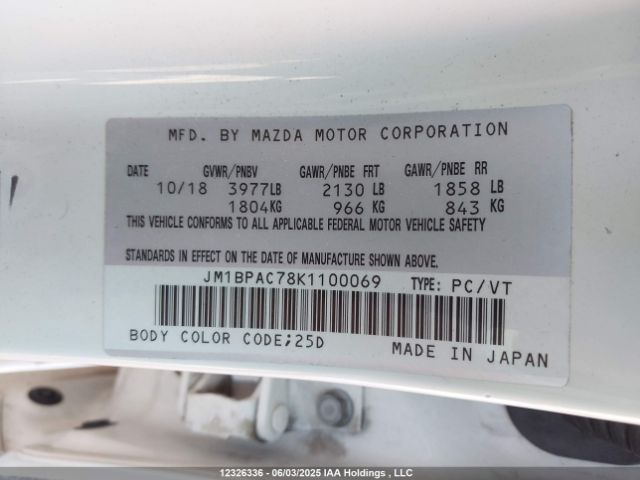 MFD. BY MAZDA MOTOR CORPORATION
DATE GVWR/PNBV GAWR/PNBE FRT GAWR/PNBE RR
10/18 3977LB 2130 LB 1858 LB
1804KG 966 KG 843 KG
THIS VEHICLE CONFORMS TO ALL APPLICABLE FEDERAL MOTOR VEHICLE SAFETY
STANDARDS IN EFFECT ON THE DATE OF MANUFACTURE SHOWN ABOVE.
JM1BPAC78K1100069 TYPE: PC/VT
BODY COLOR CODE;25D
MADE IN JAPAN
12326336 - 06/03/2025 IAA Holdings , LLC